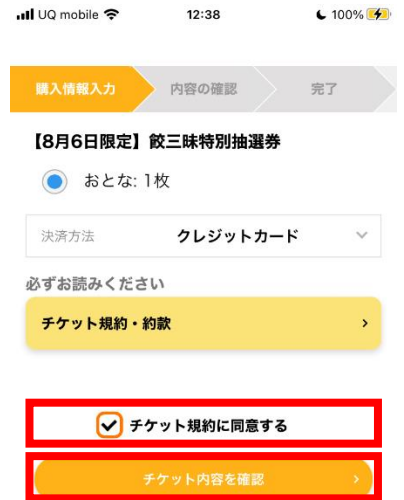 UQ mobile 12:38 100%
購入情報入力 内容の確認 完了
【8月6日限定】餃三昧特別抽選券
おとな: 1枚
決済方法 クレジットカード
必ずお読みください
チケット規約・約款
チケット規約に同意する
チケット内容を確認